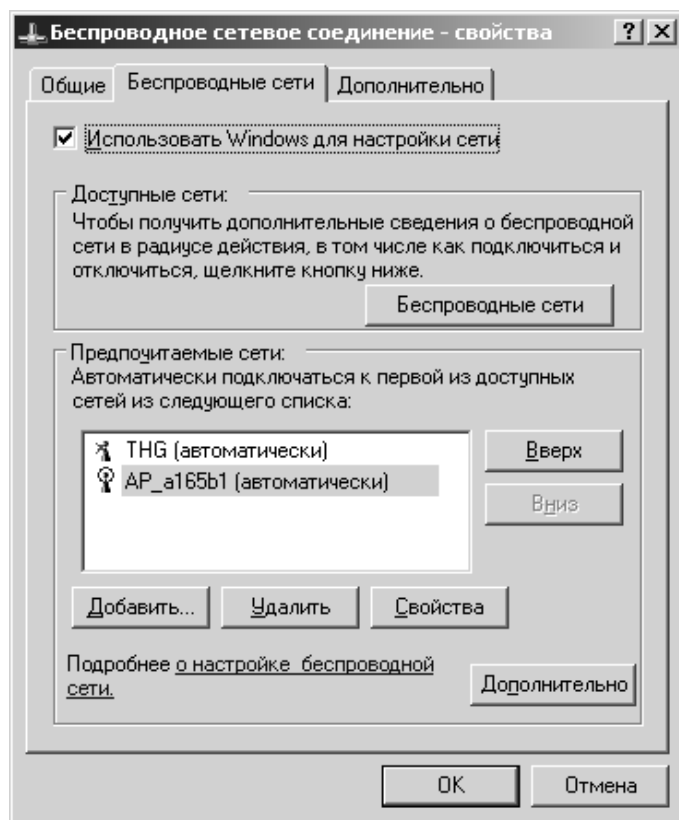 Беспроводное сетевое соединение - свойства
Общие
Беспроводные сети
Дополнительно
Использовать Windows для настройки сети
Доступные сети:
Чтобы получить дополнительные сведения о беспроводной
сети в радиусе действия, в том числе как подключиться и
отключиться, щелкните кнопку ниже.
Беспроводные сети
Предпочитаемые сети:
Автоматически подключаться к первой из доступных
сетей из следующего списка:
THG (автоматически)
AP_a165b1 (автоматически)
Вверх
Вниз
Добавить...
Удалить
Свойства
Подробнее о настройке беспроводной
сети.
Дополнительно
OK
Отмена